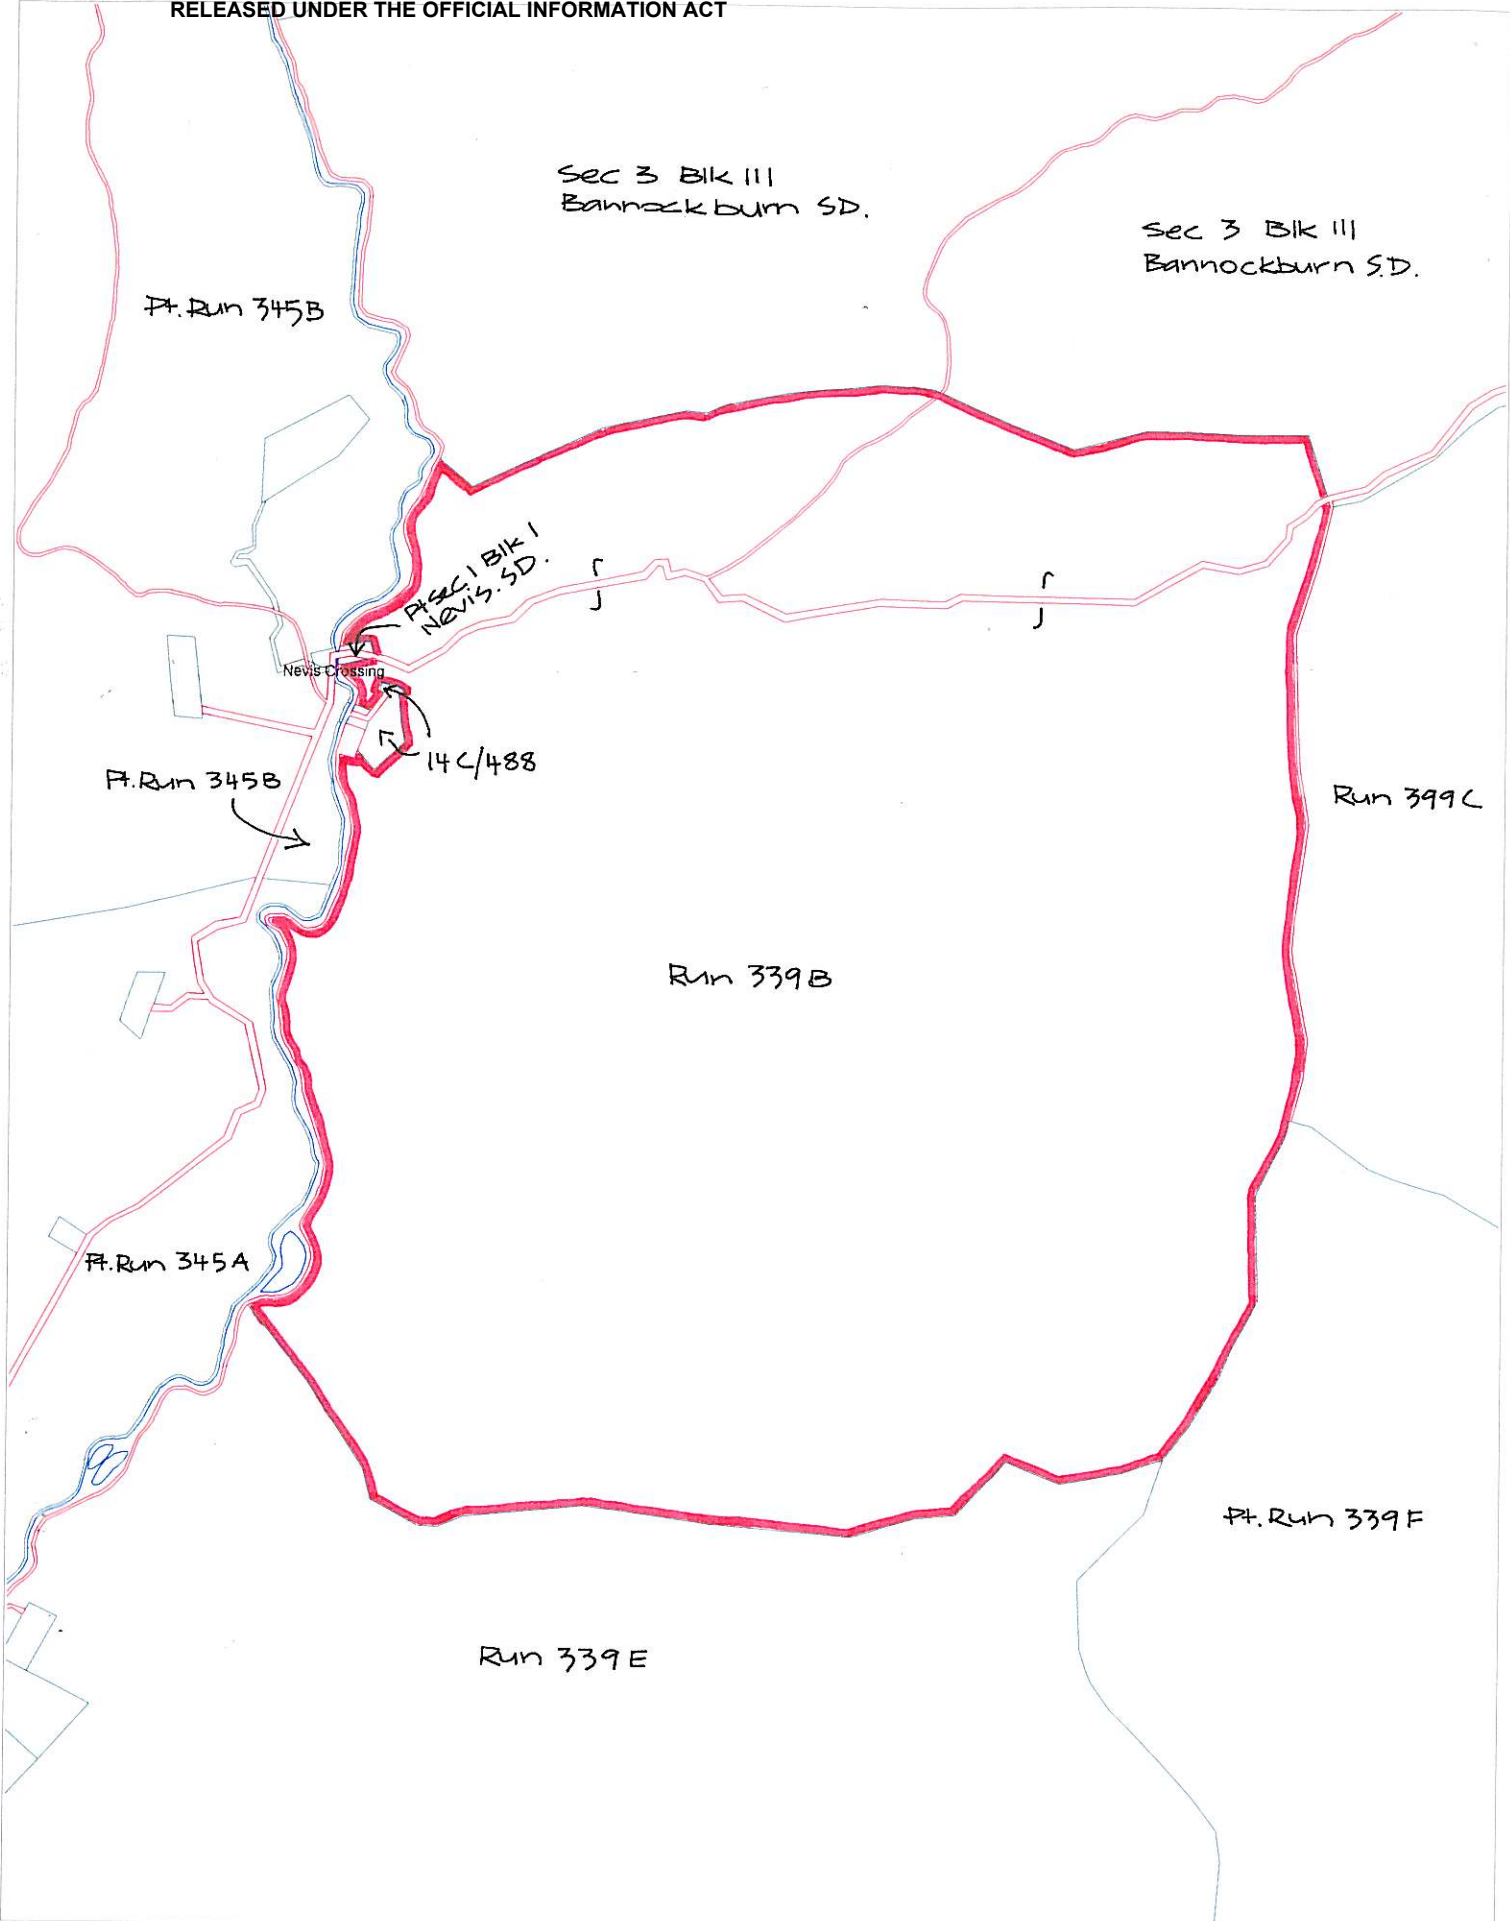 RELEASED UNDER THE OFFICIAL INFORMATION ACT
Sec 3 Blk III
Bannockburn SD.
Sec 3 Blk III
Bannockburn S.D.
Pt. Run 345B
Pt Sec. 1 Blk 1
Nevis. SD.
Nevis Crossing
14C/488
Pt. Run 345B
Run 399C
Run 339B
Pt. Run 345A
Pt. Run 339F
Run 339E